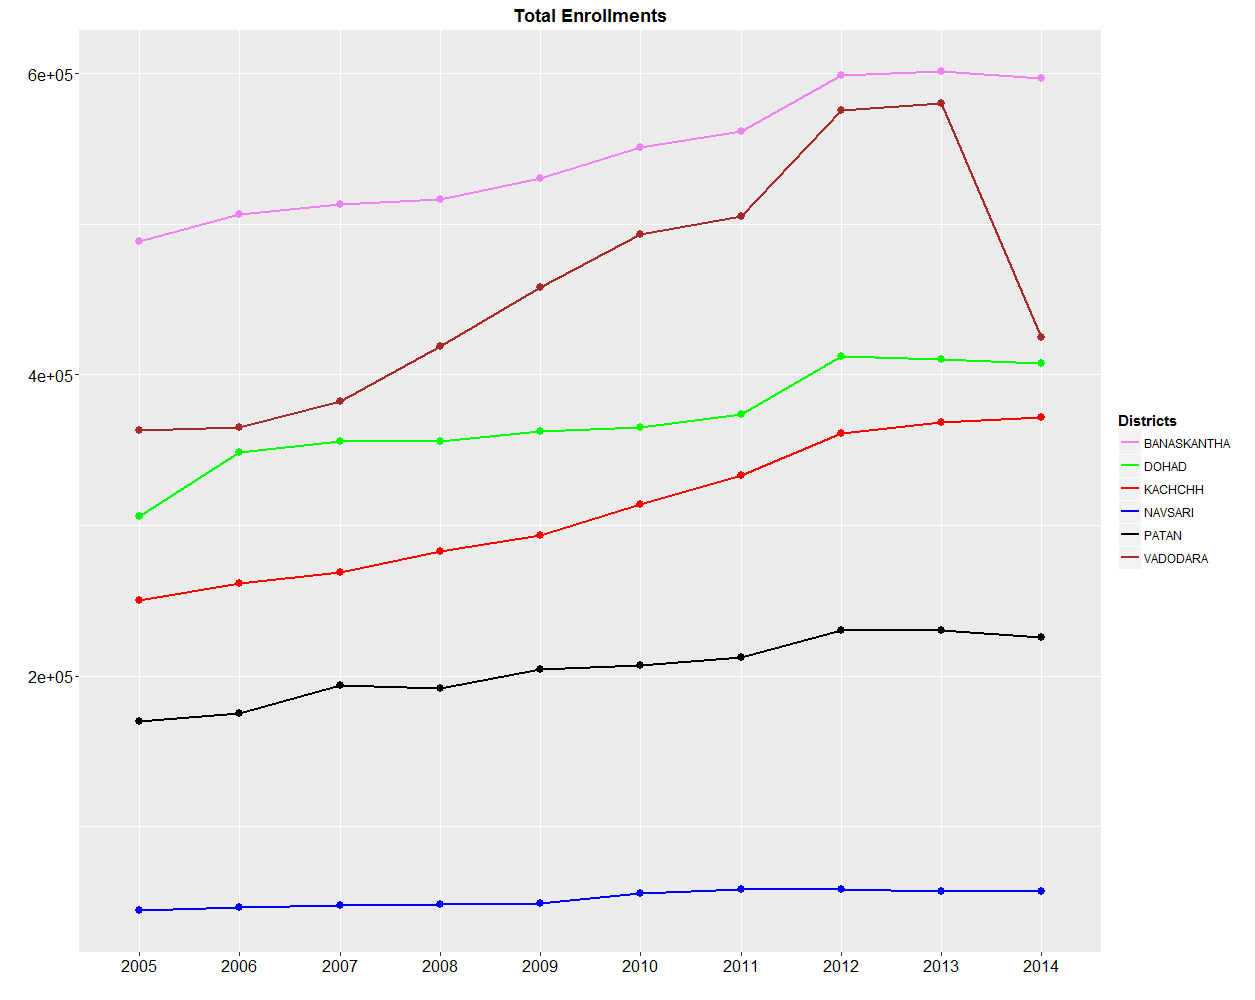 Total Enrollments
6e+05
4e+05
2e+05
2005 2006 2007 2008 2009 2010 2011 2012 2013 2014
Districts
BANASKANTHA
DOHAD
KACHCHH
NAVSARI
PATAN
VADODARA